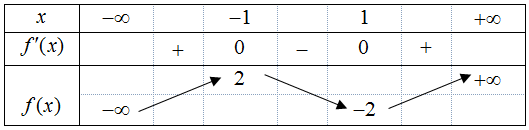 x −∞ −1 1 +∞
f′(x) + 0 − 0 +
2 +∞
f(x) −∞ −2